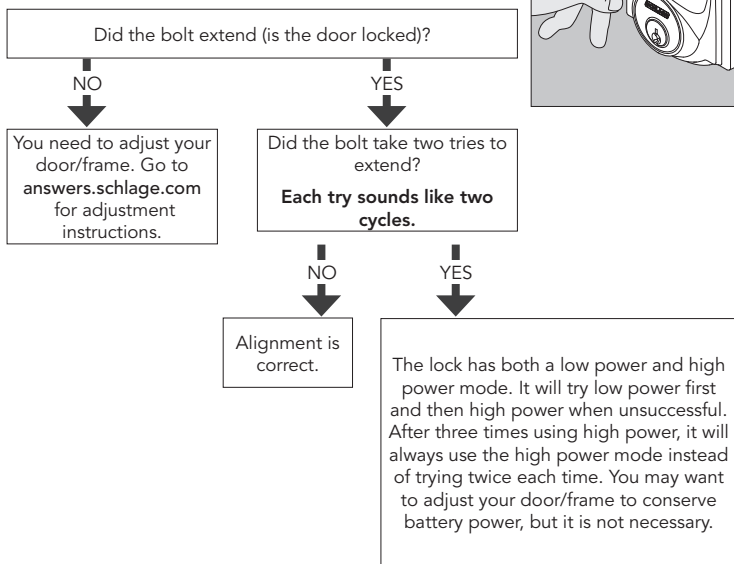 Did the bolt extend (is the door locked)?
NO
YES
You need to adjust your
door/frame. Go to
answers.schlage.com
for adjustment
instructions.
Did the bolt take two tries to
extend?
Each try sounds like two
cycles.
NO
YES
Alignment is
correct.
The lock has both a low power and high
power mode. It will try low power first
and then high power when unsuccessful.
After three times using high power, it will
always use the high power mode instead
of trying twice each time. You may want
to adjust your door/frame to conserve
battery power, but it is not necessary.